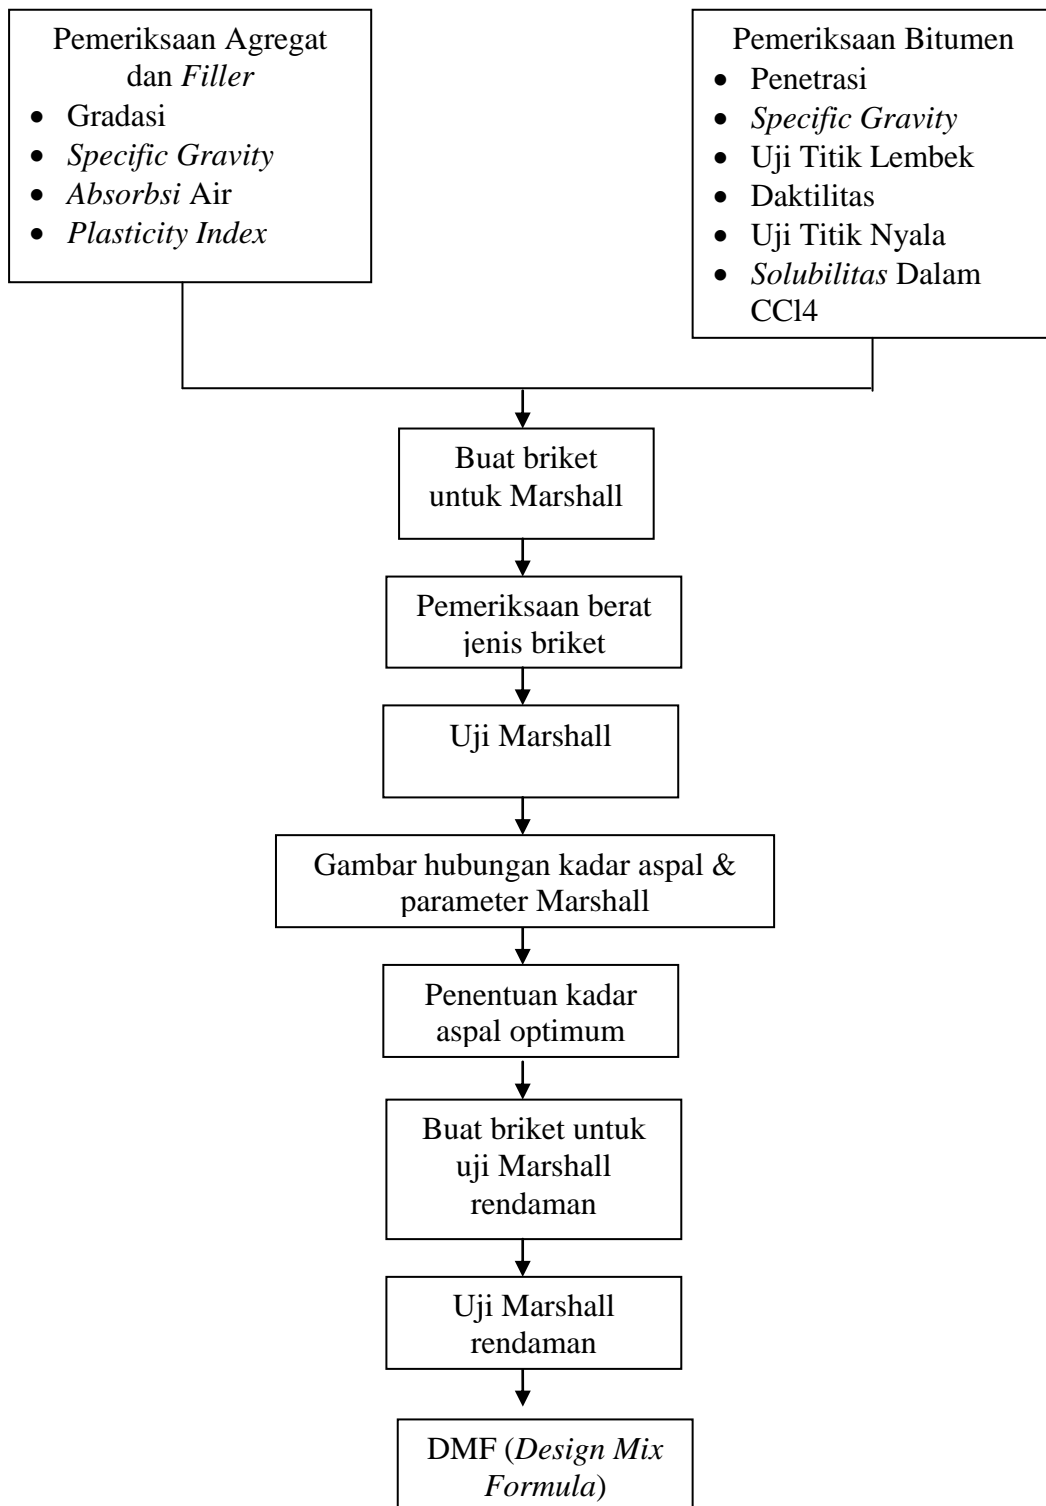 Pemeriksaan Agregat
dan Filler
• Gradasi
• Specific Gravity
• Absorbsi Air
• Plasticity Index
Pemeriksaan Bitumen
• Penetrasi
• Specific Gravity
• Uji Titik Lembek
• Daktilitas
• Uji Titik Nyala
• Solubilitas Dalam
CCl4
Buat briket
untuk Marshall
Pemeriksaan berat
jenis briket
Uji Marshall
Gambar hubungan kadar aspal &
parameter Marshall
Penentuan kadar
aspal optimum
Buat briket untuk
uji Marshall
rendaman
Uji Marshall
rendaman
DMF (Design Mix
Formula)